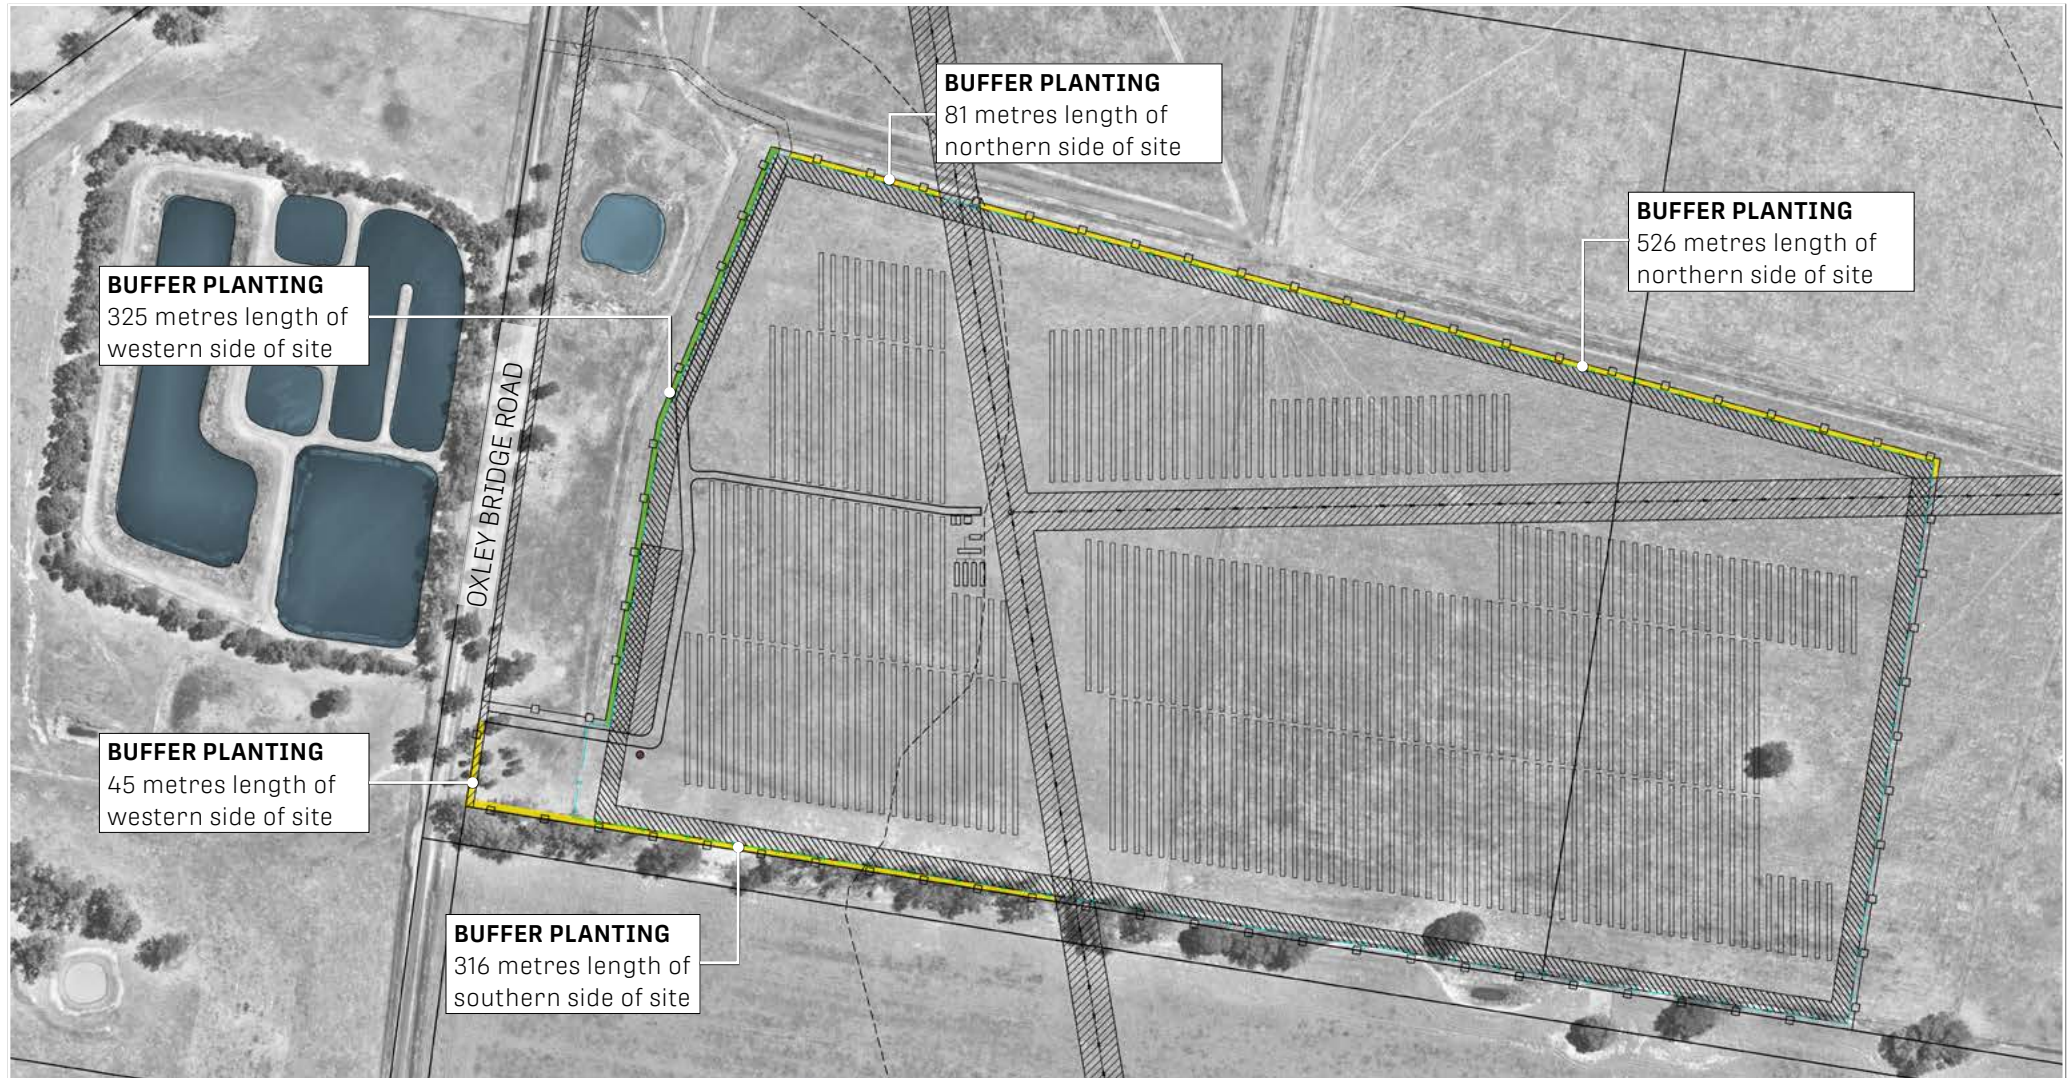 BUFFER PLANTING
81 metres length of
northern side of site
BUFFER PLANTING
526 metres length of
northern side of site
BUFFER PLANTING
325 metres length of
western side of site
OXLEY BRIDGE ROAD
BUFFER PLANTING
45 metres length of
western side of site
BUFFER PLANTING
316 metres length of
southern side of site